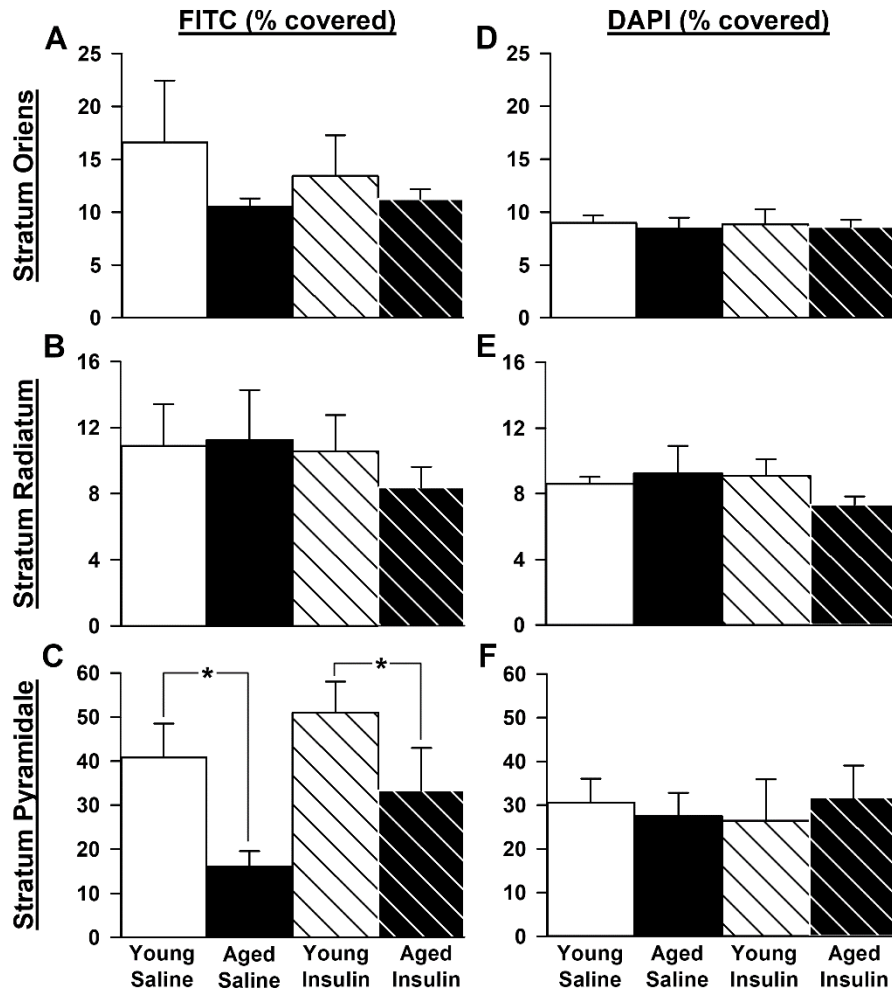 FITC (% covered)
DAPI (% covered)
A
Stratum Oriens
25
20
15
10
5
0
D
25
20
15
10
5
0
B
Stratum Radiatum
16
12
8
4
0
E
16
12
8
4
0
C
Stratum Pyramidale
60
50
40
30
20
10
0
*
*
F
60
50
40
30
20
10
0
Young Aged Young Aged
Saline Saline Insulin Insulin
Young Aged Young Aged
Saline Saline Insulin Insulin